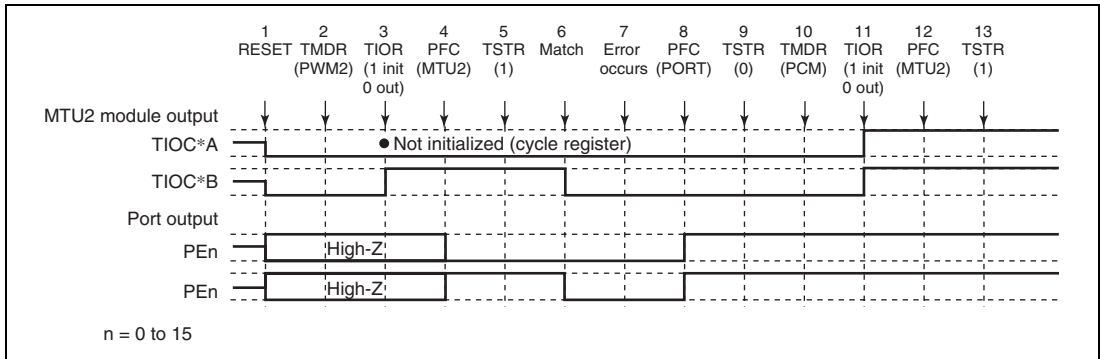 1 2 3 4 5 6 7 8 9 10 11 12 13
RESET TMDR TIOR PFC TSTR Match Error PFC TSTR TMDR TIOR PFC TSTR
(PWM2) (1 init (MTU2) (1) occurs (PORT) (0) (PCM) (1 init (MTU2) (1)
0 out) 0 out)
MTU2 module output
TIOC*A ● Not initialized (cycle register)
TIOC*B
Port output
PEn High-Z
PEn High-Z
n = 0 to 15